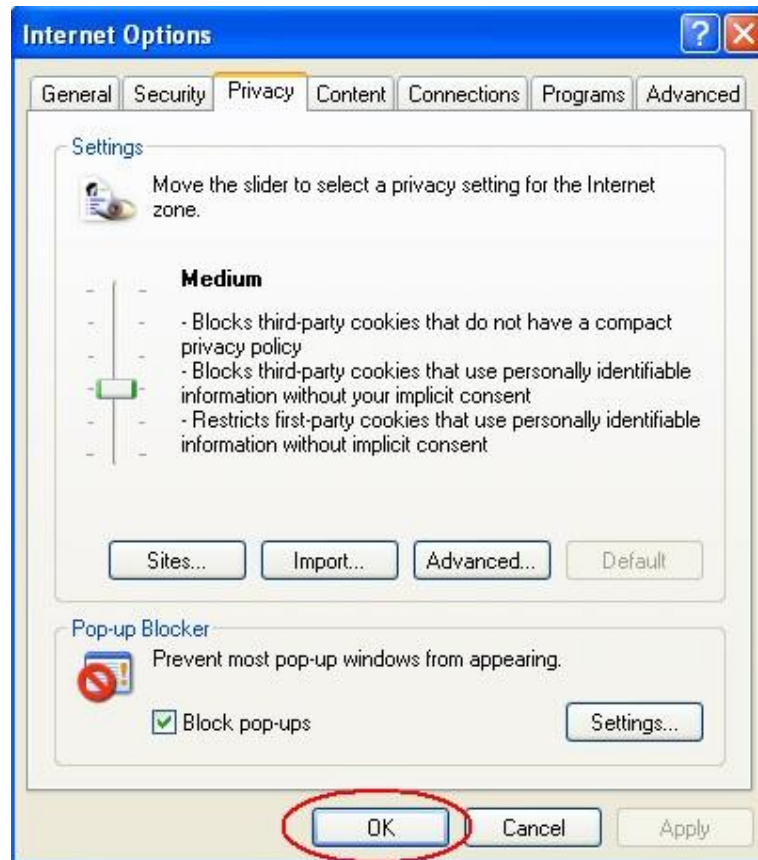 Internet Options
General Security Privacy Content Connections Programs Advanced
Settings
Move the slider to select a privacy setting for the Internet
zone.
Medium
- Blocks third-party cookies that do not have a compact
privacy policy
- Blocks third-party cookies that use personally identifiable
information without your implicit consent
- Restricts first-party cookies that use personally identifiable
information without implicit consent
Sites... Import... Advanced... Default
Pop-up Blocker
Prevent most pop-up windows from appearing.
Block pop-ups Settings...
OK Cancel Apply